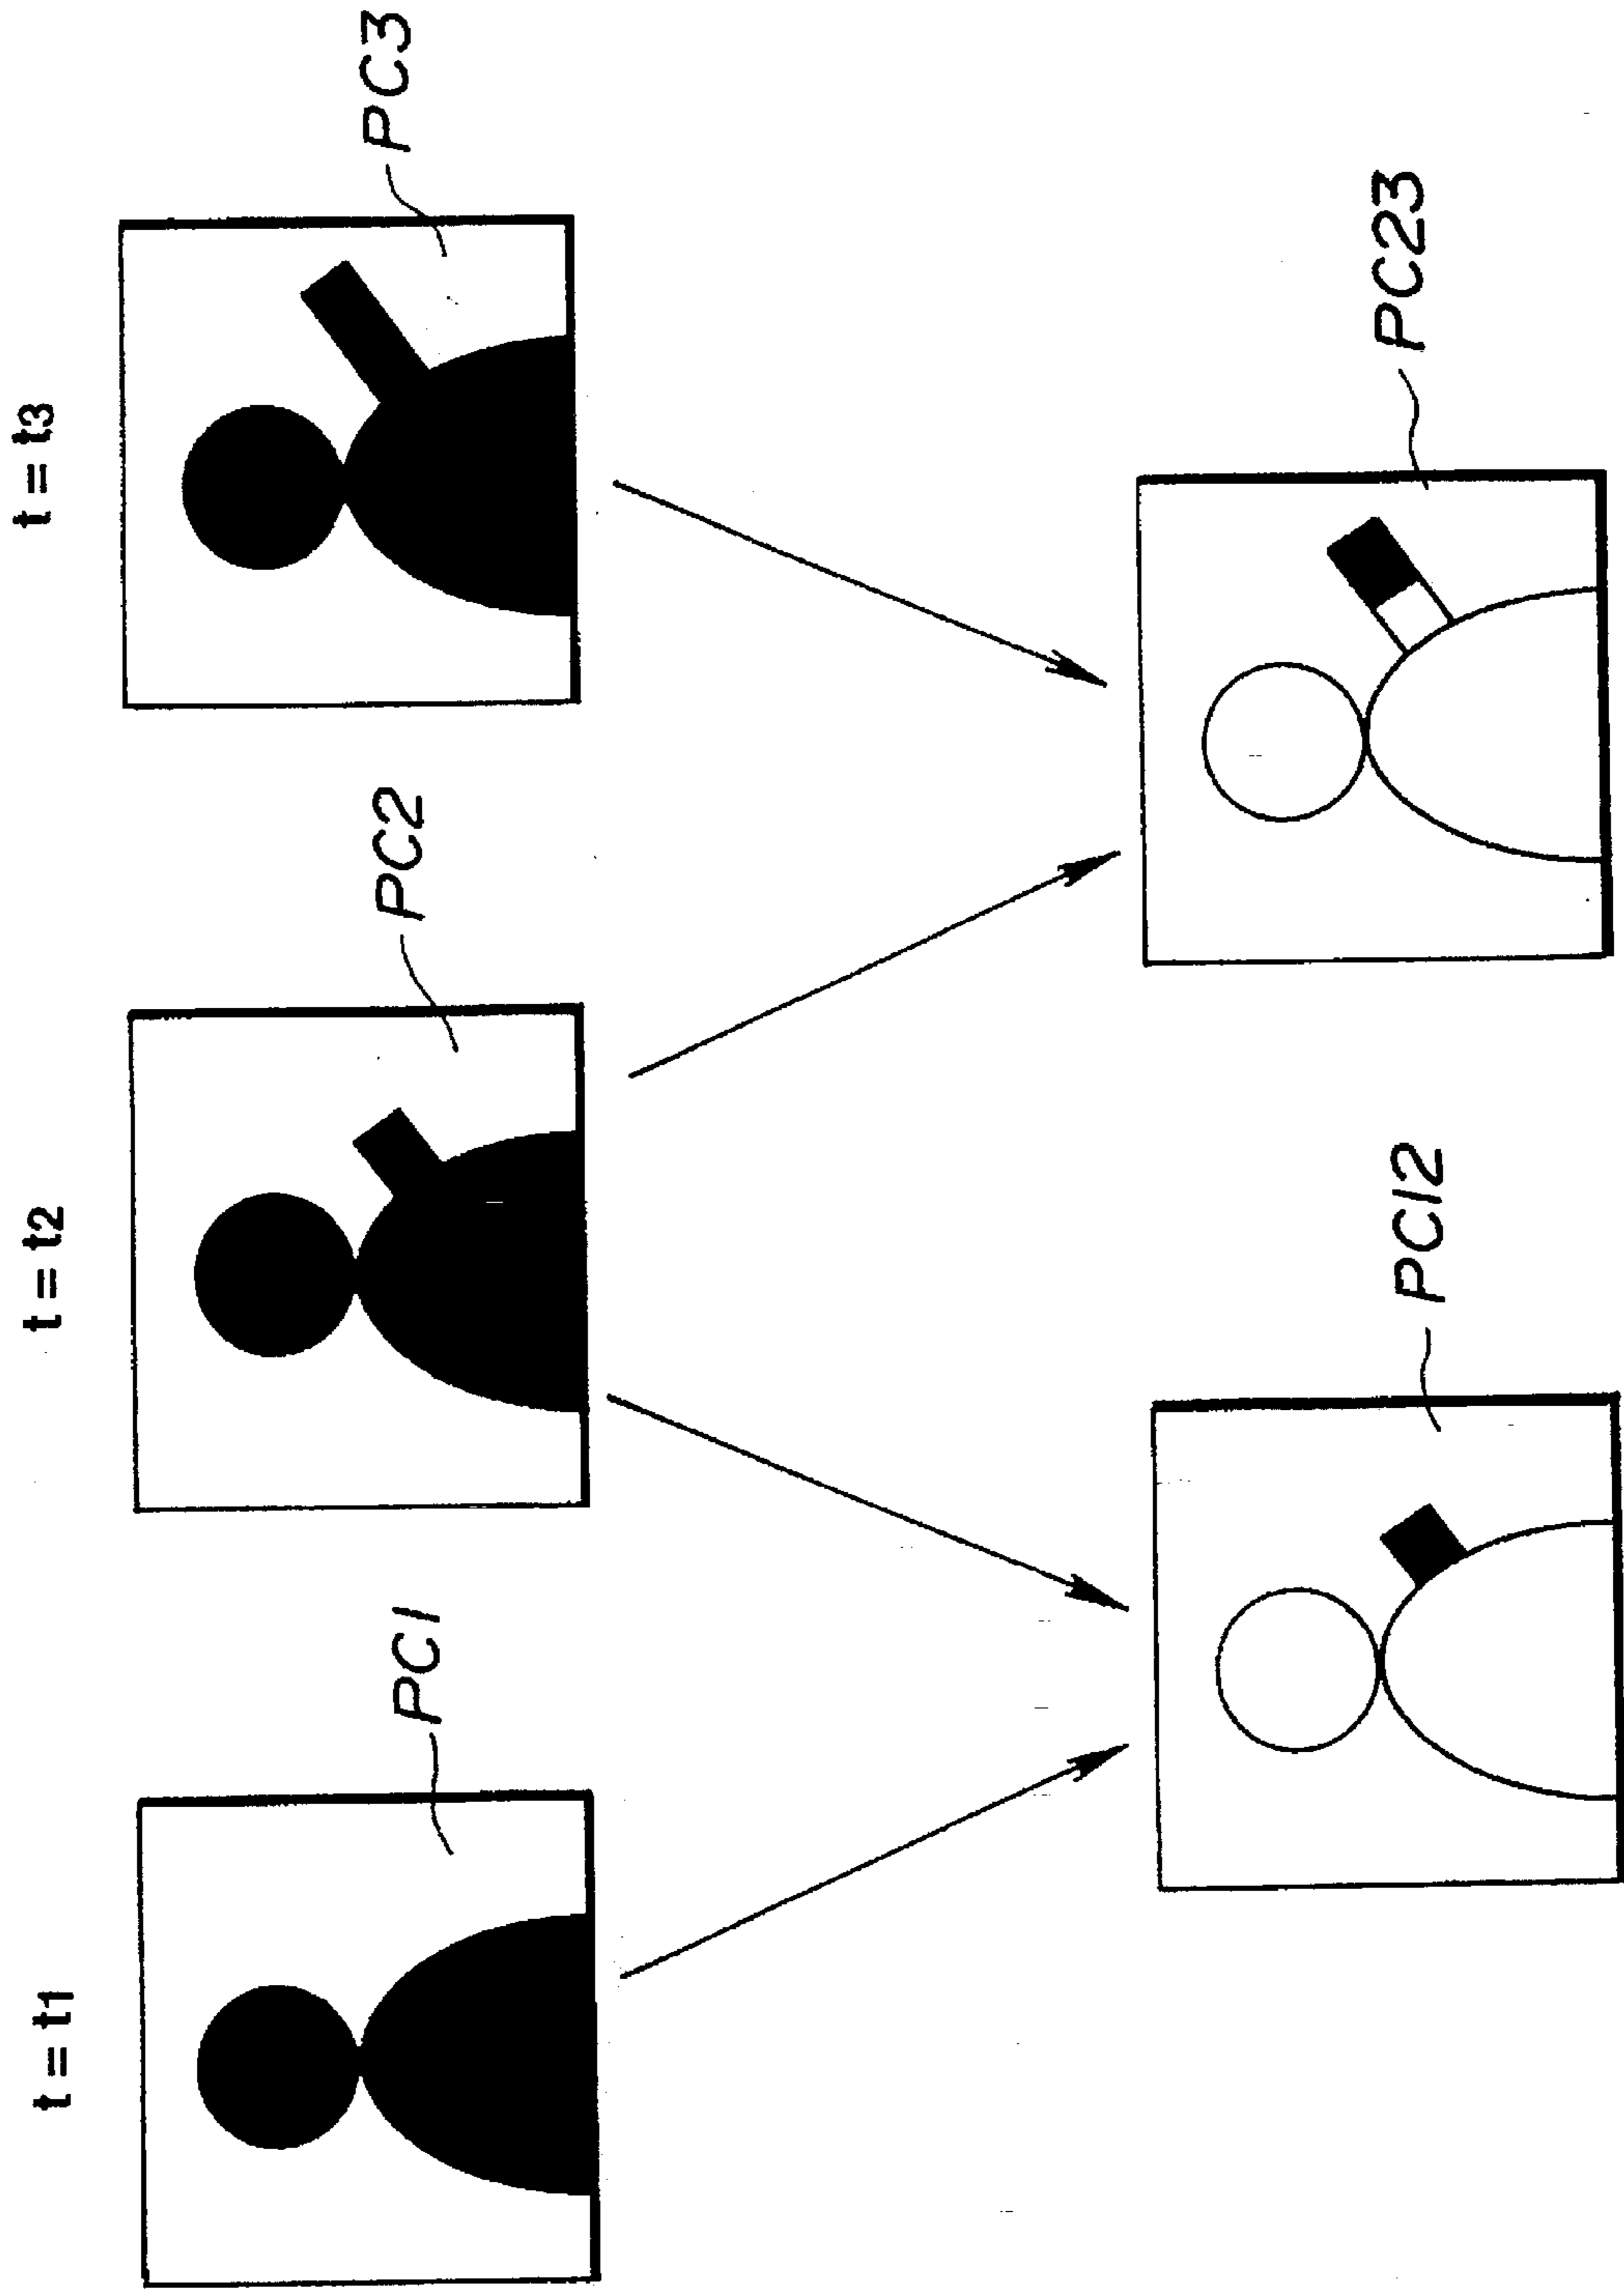 t = t1
t = t2
t = t3
PC1
PC2
PC3
PC12
PC23